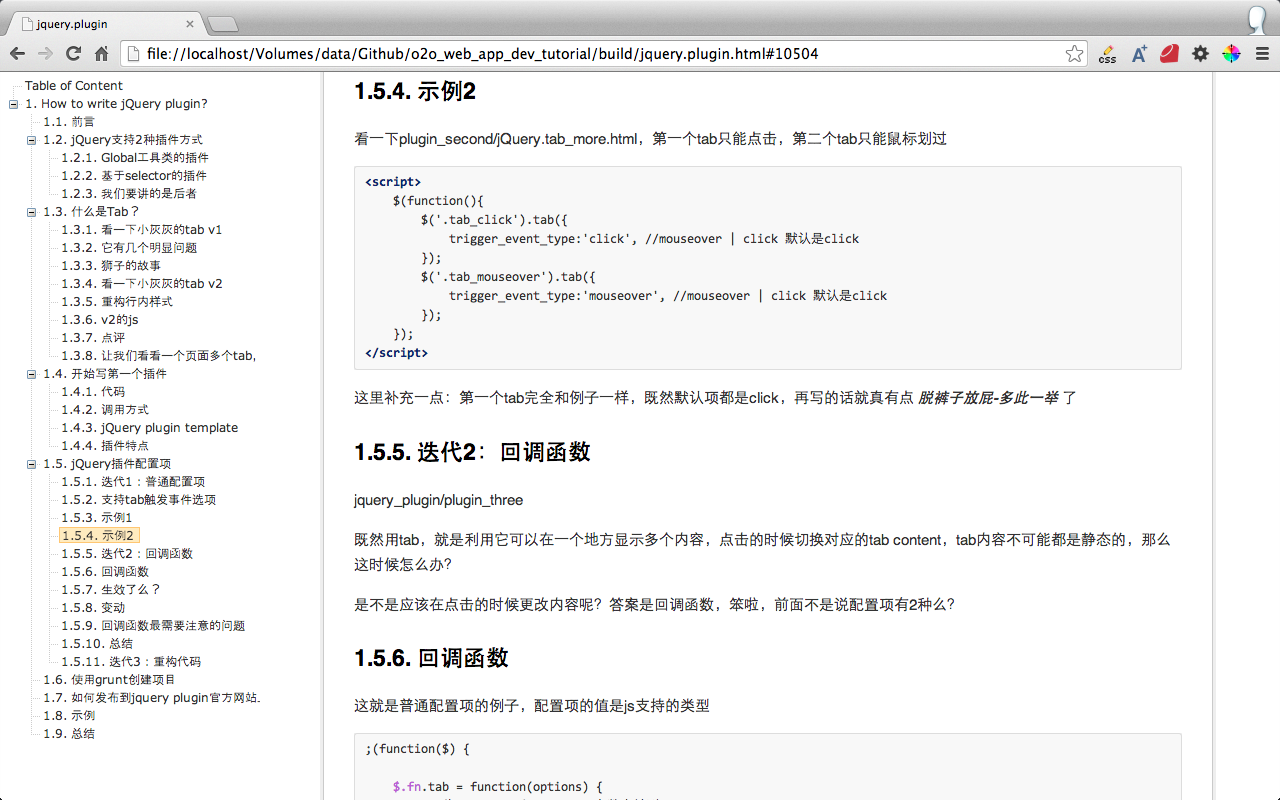 jquery.plugin
file://localhost/Volumes/data/Github/o2o_web_app_dev_tutorial/build/jquery.plugin.html#10504
css
Table of Content
1. How to write jQuery plugin?
1.1. 前言
1.2. jQuery支持2种插件方式
1.2.1. Global工具类的插件
1.2.2. 基于selector的插件
1.2.3. 我们要讲的是后者
1.3. 什么是Tab？
1.3.1. 看一下小灰灰的tab v1
1.3.2. 它有几个明显问题
1.3.3. 狮子的故事
1.3.4. 看一下小灰灰的tab v2
1.3.5. 重构行内样式
1.3.6. v2的js
1.3.7. 点评
1.3.8. 让我们看看一个页面多个tab,
1.4. 开始写第一个插件
1.4.1. 代码
1.4.2. 调用方式
1.4.3. jQuery plugin template
1.4.4. 插件特点
1.5. jQuery插件配置项
1.5.1. 迭代1：普通配置项
1.5.2. 支持tab触发事件选项
1.5.3. 示例1
1.5.4. 示例2
1.5.5. 迭代2：回调函数
1.5.6. 回调函数
1.5.7. 生效了么？
1.5.8. 变动
1.5.9. 回调函数最需要注意的问题
1.5.10. 总结
1.5.11. 迭代3：重构代码
1.6. 使用grunt创建项目
1.7. 如何发布到jquery plugin官方网站
1.8. 示例
1.9. 总结
1.5.4. 示例2
看一下plugin_second/jQuery.tab_more.html，第一个tab只能点击，第二个tab只能鼠标划过
<script>
$(function(){
$('.tab_click').tab({
trigger_event_type:'click', //mouseover | click 默认是click
});
$('.tab_mouseover').tab({
trigger_event_type:'mouseover', //mouseover | click 默认是click
});
});
</script>
这里补充一点：第一个tab完全和例子一样，既然默认项都是click，再写的话就真有点 脱裤子放屁-多此一举 了
1.5.5. 迭代2：回调函数
jquery_plugin/plugin_three
既然用tab，就是利用它可以在一个地方显示多个内容，点击的时候切换对应的tab content，tab内容不可能都是静态的，那么
这时候怎么办？
是不是应该在点击的时候更改内容呢？答案是回调函数，笨啦，前面不是说配置项有2种么？
1.5.6. 回调函数
这就是普通配置项的例子，配置项的值是js支持的类型
;(function($) {
$.fn.tab = function(options) {